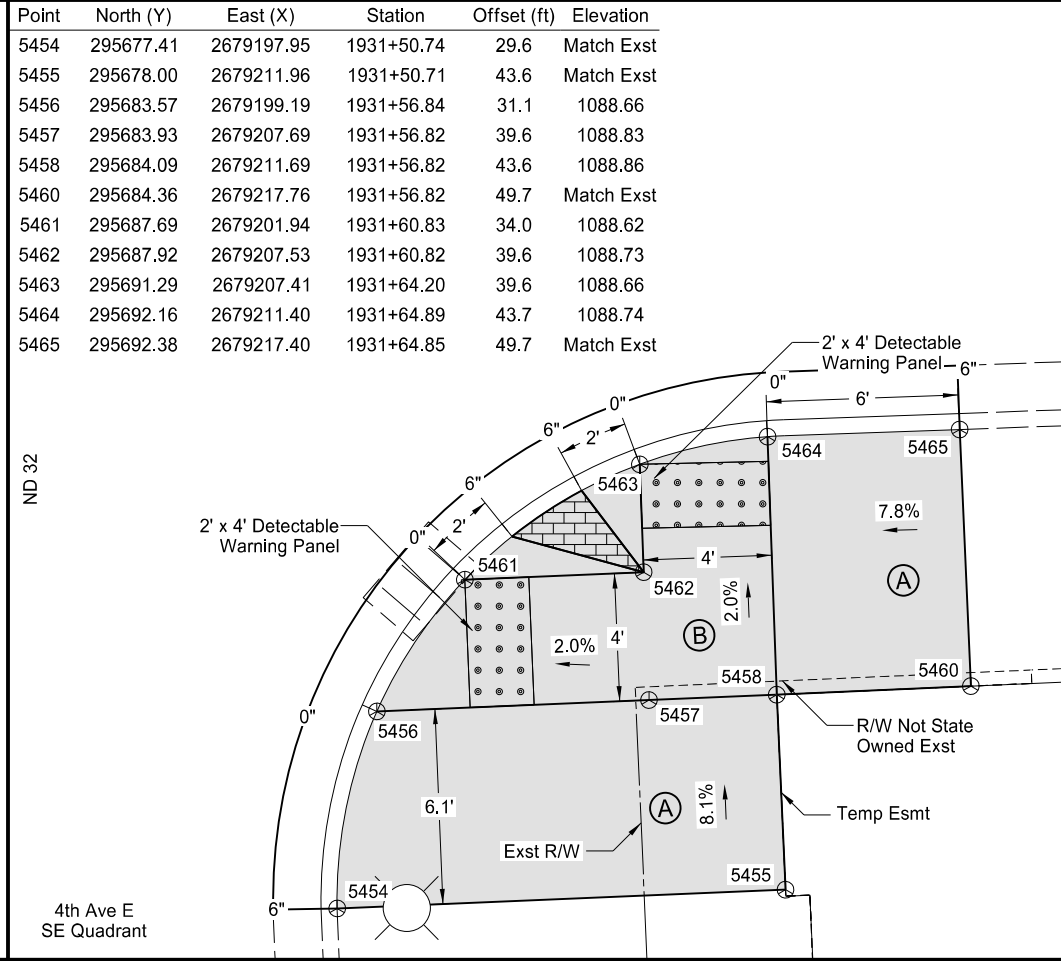 Point North (Y) East (X) Station Offset (ft) Elevation
5454 295677.41 2679197.95 1931+50.74 29.6 Match Exst
5455 295678.00 2679211.96 1931+50.71 43.6 Match Exst
5456 295683.57 2679199.19 1931+56.84 31.1 1088.66
5457 295683.93 2679207.69 1931+56.82 39.6 1088.83
5458 295684.09 2679211.69 1931+56.82 43.6 1088.86
5460 295684.36 2679217.76 1931+56.82 49.7 Match Exst
5461 295687.69 2679201.94 1931+60.83 34.0 1088.62
5462 295687.92 2679207.53 1931+60.82 39.6 1088.73
5463 295691.29 2679207.41 1931+64.20 39.6 1088.66
5464 295692.16 2679211.40 1931+64.89 43.7 1088.74
5465 295692.38 2679217.40 1931+64.85 49.7 Match Exst
2' x 4' Detectable
Warning Panel
6"
0"
6'
0"
6"
2'
5464
5465
ND 32
5463
6"
2'
7.8%
2' x 4' Detectable
Warning Panel
0"
4'
5461
5462
A
2.0%
2.0%
4'
B
5458
5460
0"
5456
5457
R/W Not State
Owned Exst
6.1'
A
8.1%
Temp Esmt
Exst R/W
5455
5454
6"
4th Ave E
SE Quadrant